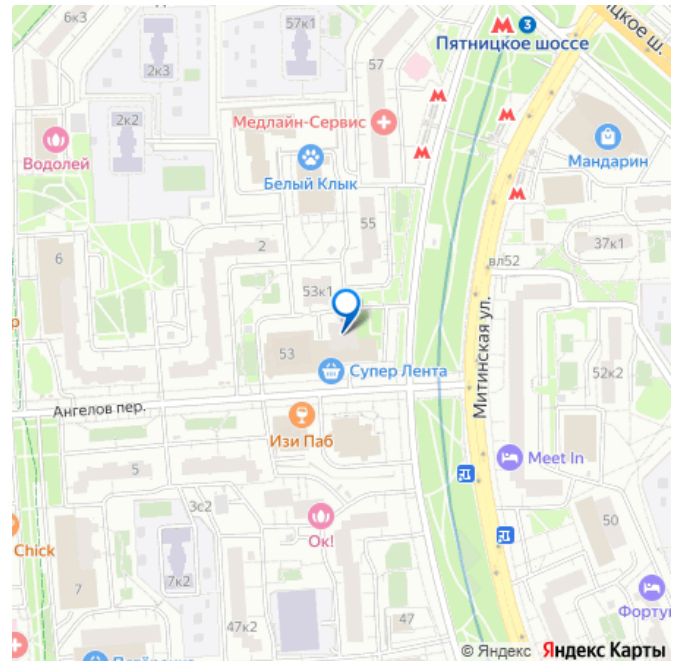 6к3
57к1
3
Пятницкое шоссе
2к3
57
2к2
Медлайн-Сервис
Водолей
Белый Клык
Мандарин
55
6
2
37к1
вл52
53к1
53
Супер Лента
Митинская ул.
52к2
Ангелов пер.
Изи Паб
5
Meet In
3с2
Ок!
50
Chick
7к2
7
47к2
47
© Яндекс Яндекс Карты